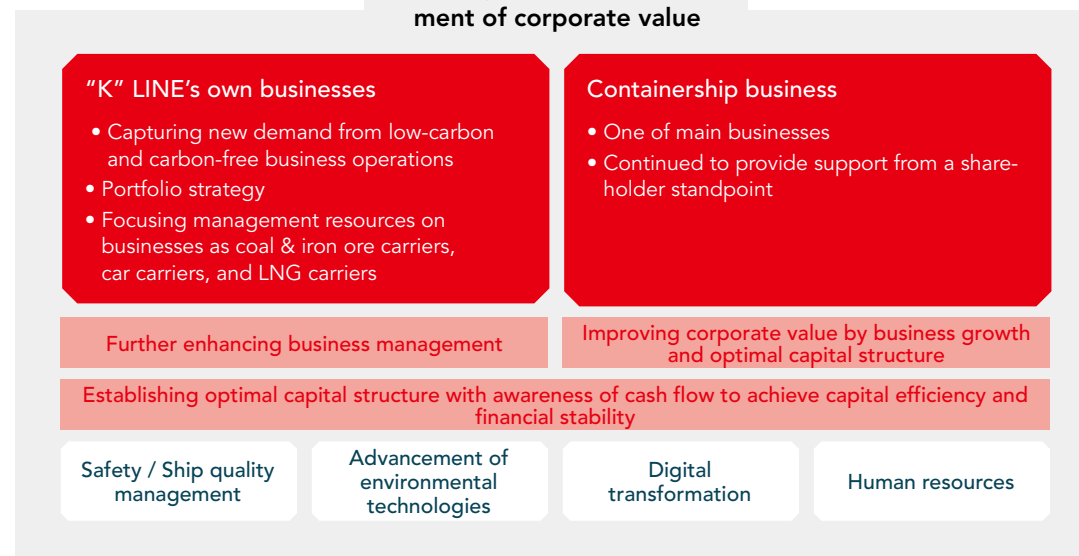 ment of corporate value
“K” LINE’s own businesses
• Capturing new demand from low-carbon
and carbon-free business operations
• Portfolio strategy
• Focusing management resources on
businesses as coal & iron ore carriers,
car carriers, and LNG carriers
Containership business
• One of main businesses
• Continued to provide support from a share-
holder standpoint
Further enhancing business management
Improving corporate value by business growth
and optimal capital structure
Establishing optimal capital structure with awareness of cash flow to achieve capital efficiency and
financial stability
Safety / Ship quality
management
Advancement of
environmental
technologies
Digital
transformation
Human resources